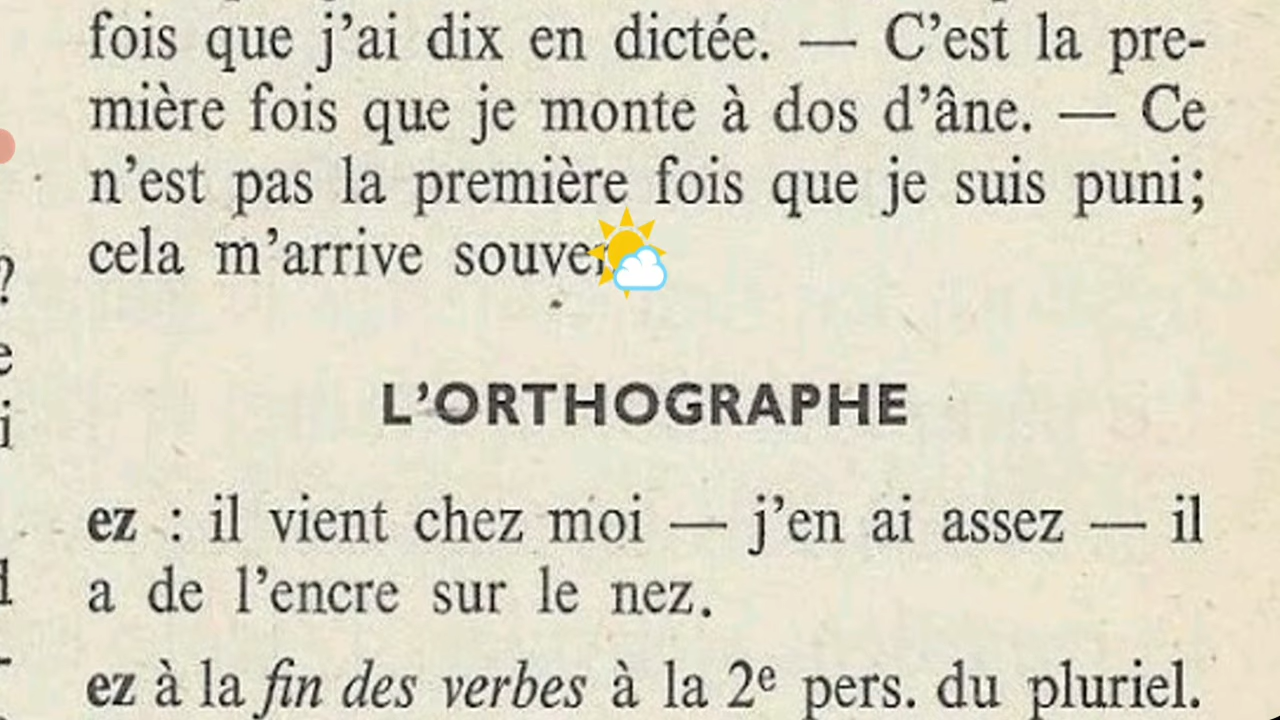 fois que j'ai dix en dictée. — C'est la pre-
mière fois que je monte à dos d'âne. — Ce
n'est pas la première fois que je suis puni;
cela m'arrive
L'ORTHOGRAPHE
ez : il vient chez moi — j'en ai assez — il
a de l'encre sur le nez.
ez à la fin des verbes à la 2e pers. du pluriel.